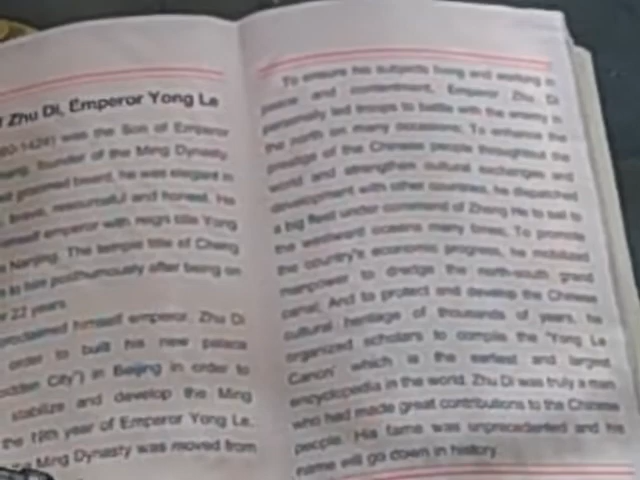 Zhu Di, Emperor Yong Le
was the Son of Emperor
founder of the Ming Dynasty
beard, he was elegant in
brave, resourceful and honest. He
himself emperor with reign title Yong
Nanjing. The temple title of Cheng
to him posthumously after being on
22 years
proclaimed himself emperor. Zhu Di
order to built his new palace
City") in Beijing in order to
stabilize and develop the Ming
the 19th year of Emperor Yong Le.
Ming Dynasty was moved from
To ensure his subjects living and working in
peace and contentment, Emperor Zhu Di
personally led troops to battle with the enemy in
the north on many occasions. To enhance the
prestige of the Chinese people throughout the
world and strengthen cultural exchanges and
development with other countries, he dispatched
a big fleet under command of Zheng He to sail to
the westward oceans many times. To promote
the country's economic progress, he mobilized
manpower to dredge the north-south grand
canal. And to protect and develop the Chinese
cultural heritage of thousands of years, he
organized scholars to compile the "Yong Le
Canon" which is the earliest and largest
encyclopedia in the world. Zhu Di was truly a man
who had made great contributions to the Chinese
people. His fame was unprecedented and his
name will go down in history.